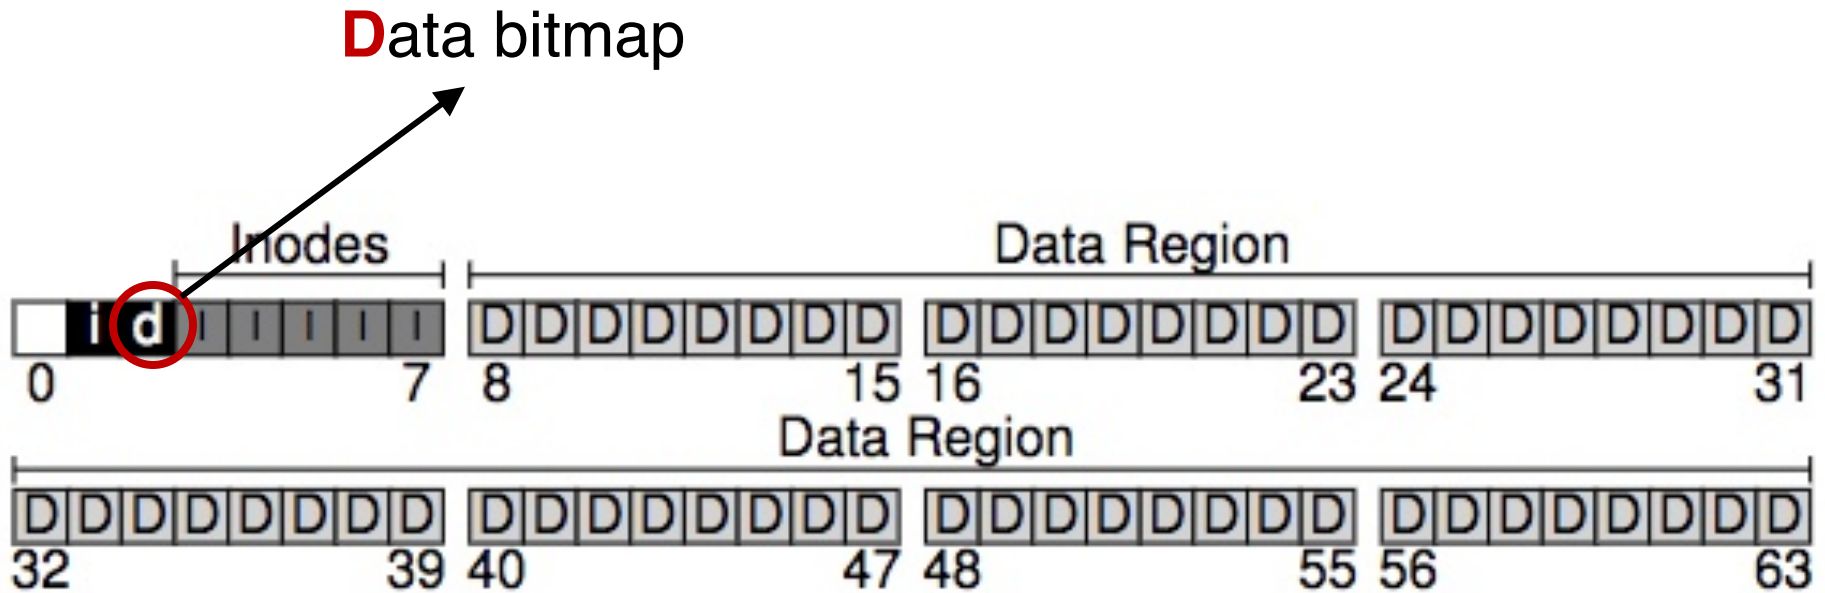 Data bitmap
Inodes Data Region
i d I I I I I D D D D D D D D D D D D D D D D D D D D D D D D
0 7 8 15 16 23 24 31
Data Region
D D D D D D D D D D D D D D D D D D D D D D D D D D D D D D D D
32 39 40 47 48 55 56 63